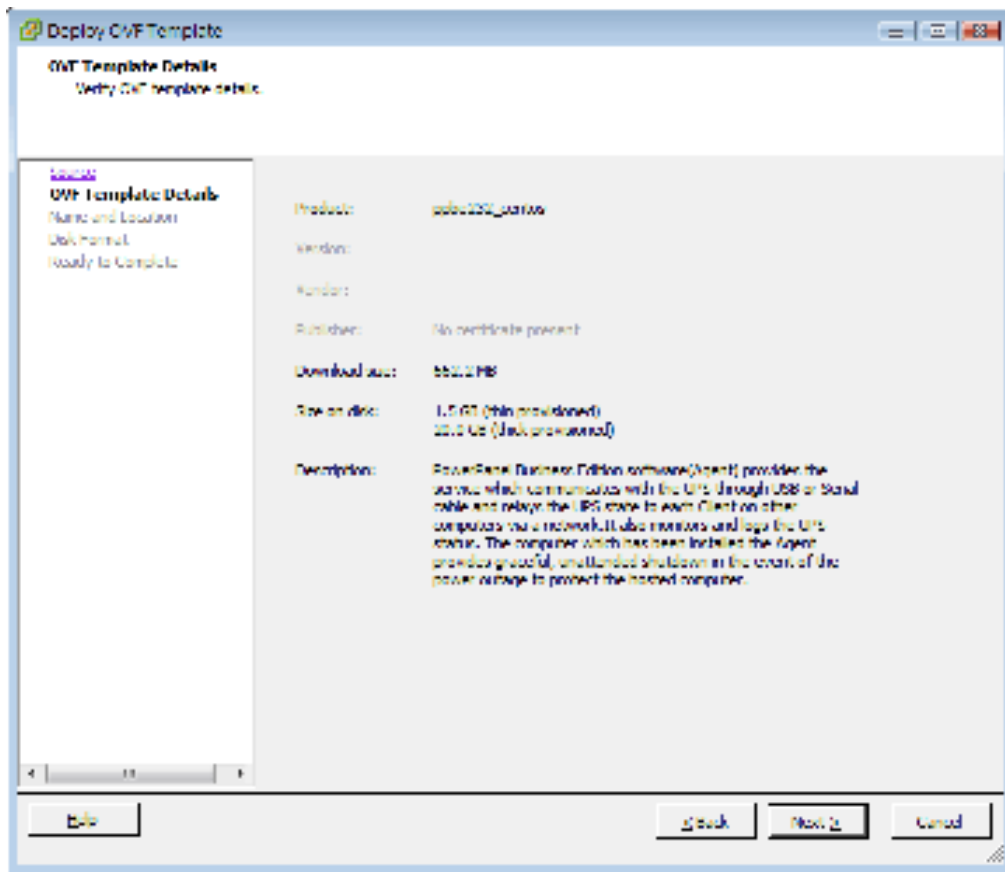 Deploy OVF Template
OVF Template Details
Verify OVF template details.
Source
OVF Template Details
Name and Location
Disk Format
Ready to Complete
Product:
Version:
Vendor:
Publisher: No certificate present
Download size: MB
Size on disk: 1.5 GB (thin provisioned)
GB (thick provisioned)
Description: PowerPanel Business Edition software(Agent) provides the
service which communicates with the UPS through USB or Serial
cable and relays the UPS state to each Client on other
computers via a network.It also monitors and logs the UPS
status. The computer which has been installed the Agent
provides graceful, unattended shutdown in the event of the
power outage to protect the hosted computer.
Help
< Back
Next >
Cancel